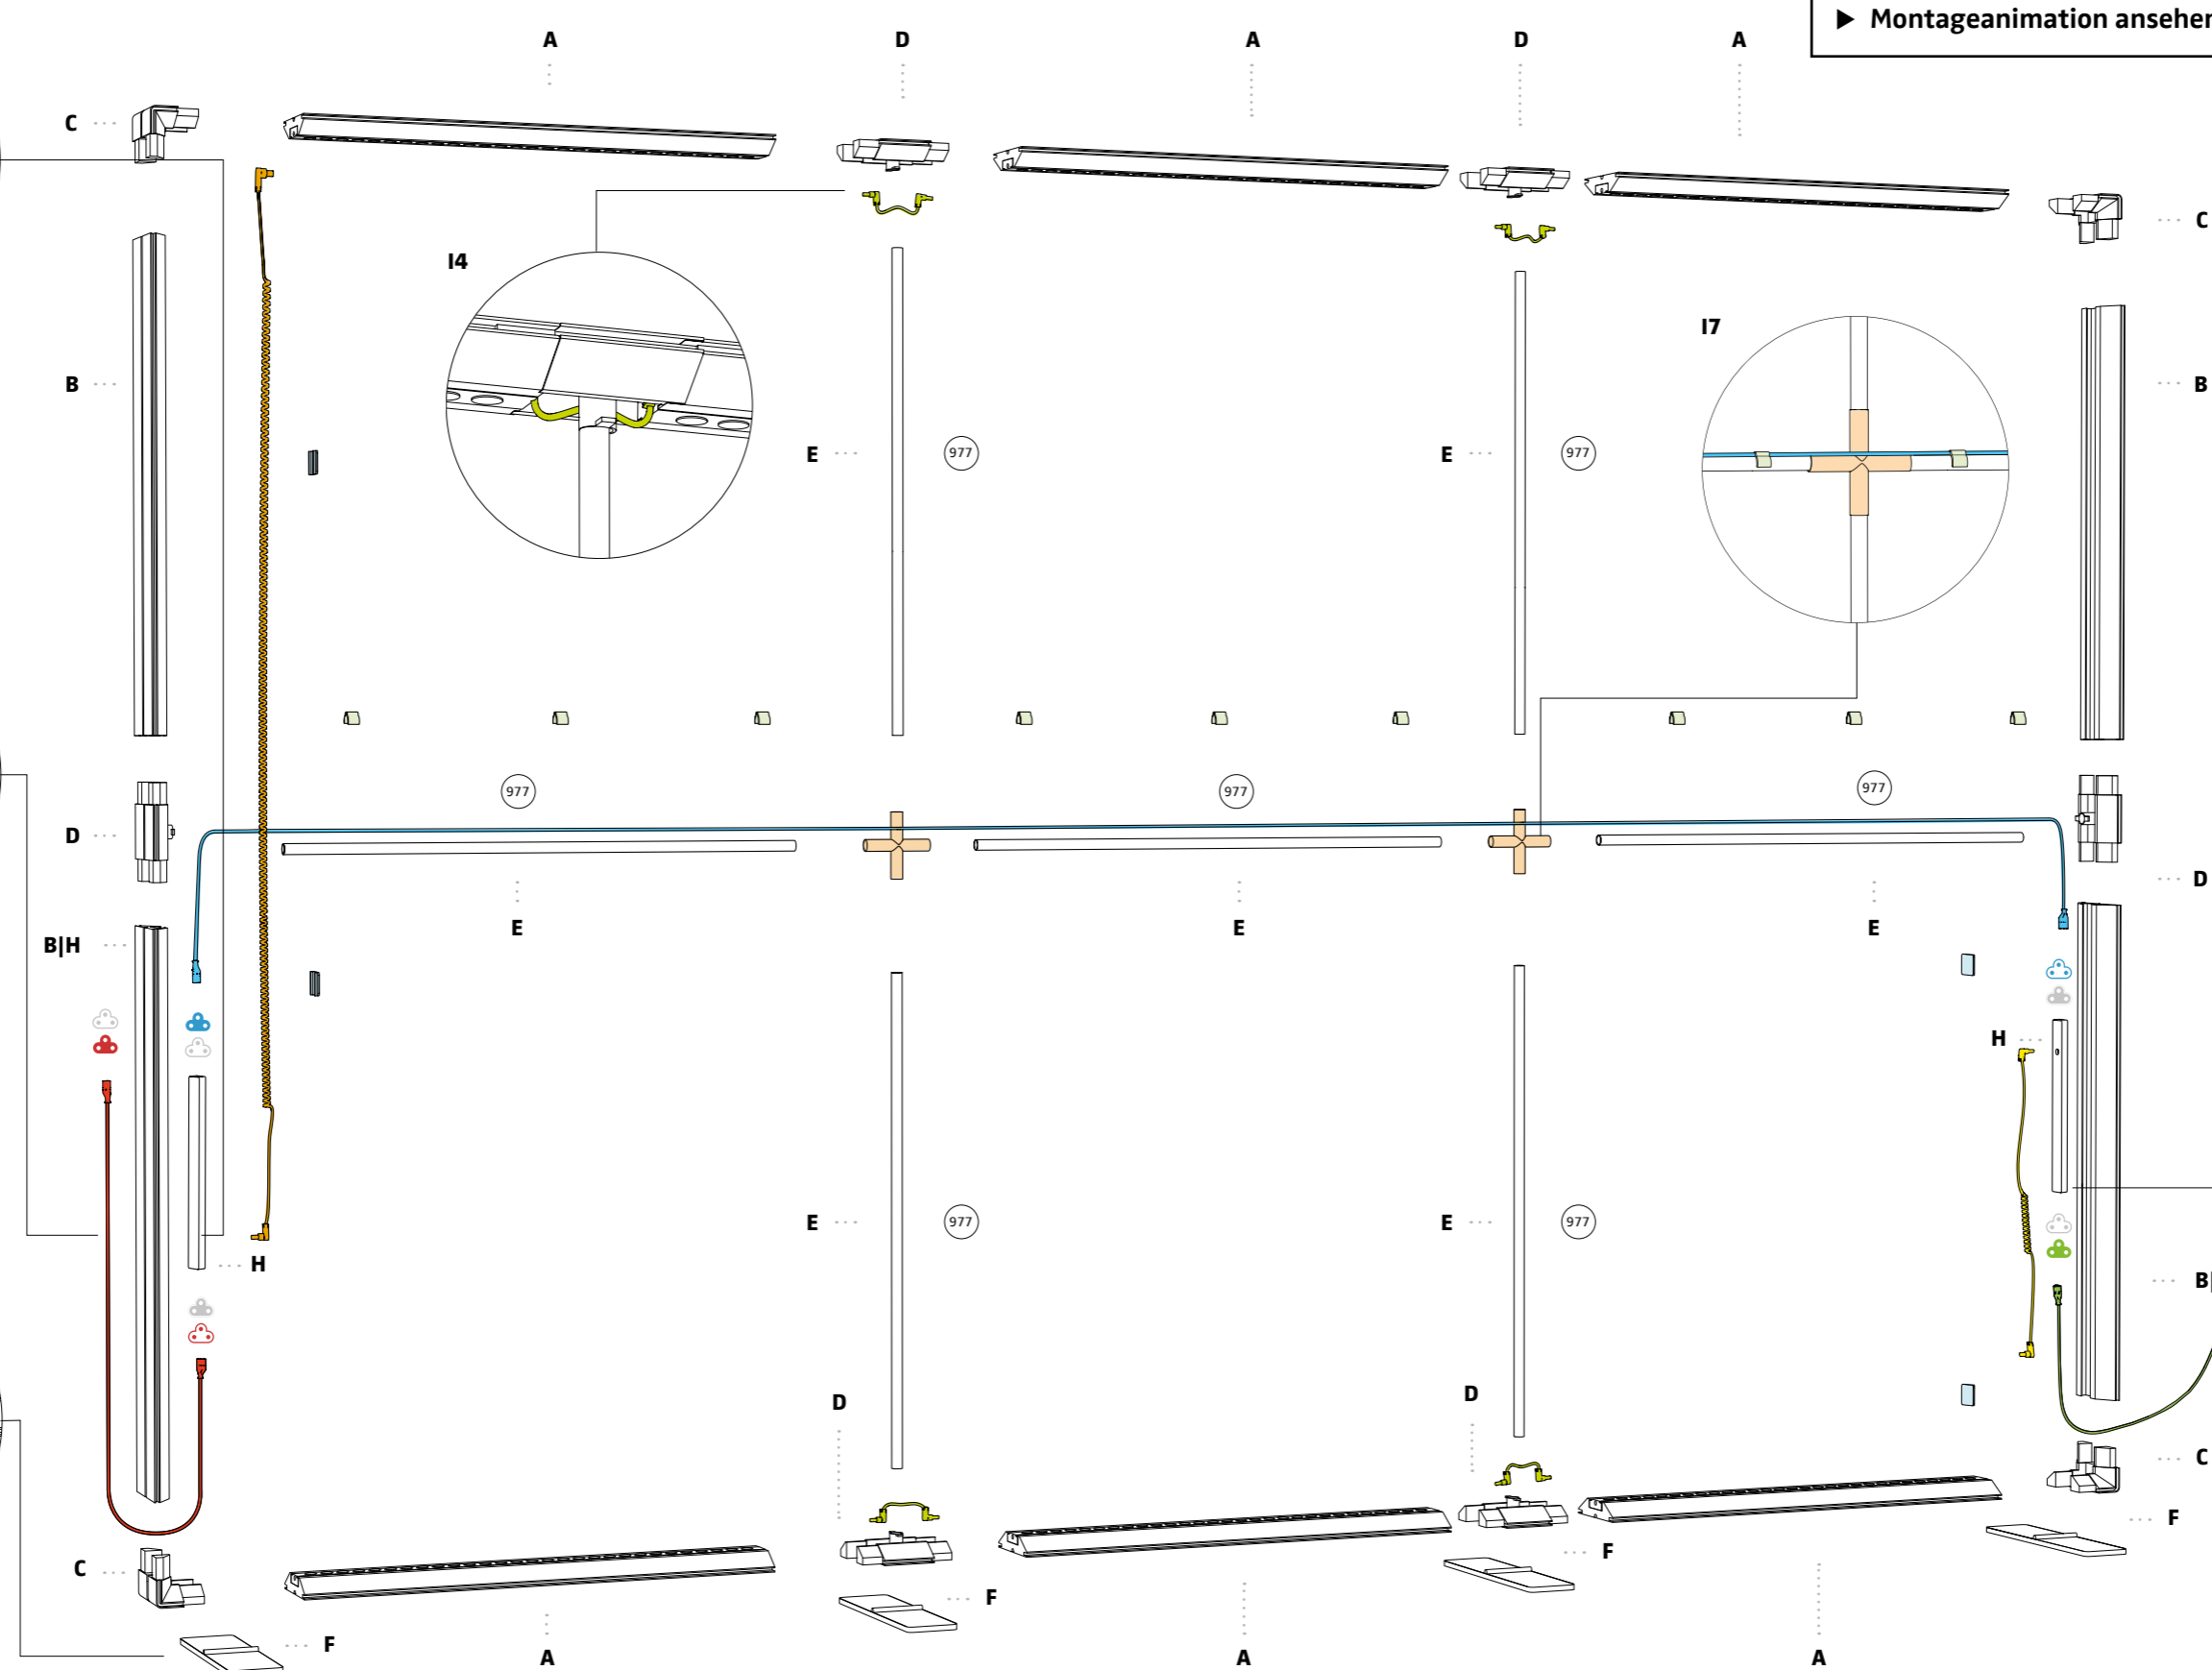 ▶ Montageanimation ansehen
A D A D A
C
C
I4
I7
B
B
E 977
E 977
977 977 977
D
D
E E E
B|H
H
E 977
E 977
H
B|
D
D
C
F
F
C
F
F
A A A